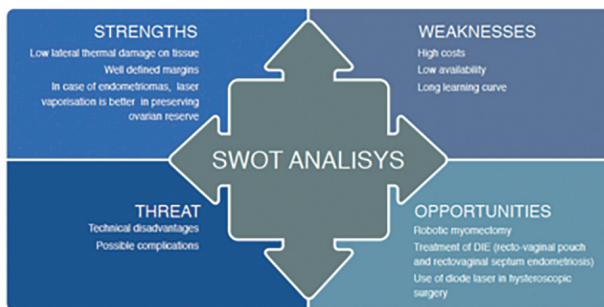 STRENGTHS
Low lateral thermal damage on tissue
Well defined margins
In case of endometriomas, laser
vaporisation is better in preserving
ovarian reserve
WEAKNESSES
High costs
Low availability
Long learning curve
SWOT ANALISYS
THREAT
Technical disadvantages
Possible complications
OPPORTUNITIES
Robotic myomectomy
Treatment of DIE (recto-vaginal pouch
and rectovaginal septum endometriosis)
Use of diode laser in hysteroscopic
surgery